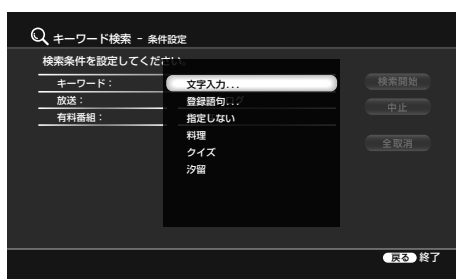 キーワード検索 - 条件設定
検索条件を設定してください
キーワード：
文字入力...
検索開始
放送：
登録語句...
中止
有料番組：
指定しない
料理
全取消
クイズ
汐留
戻る 終了